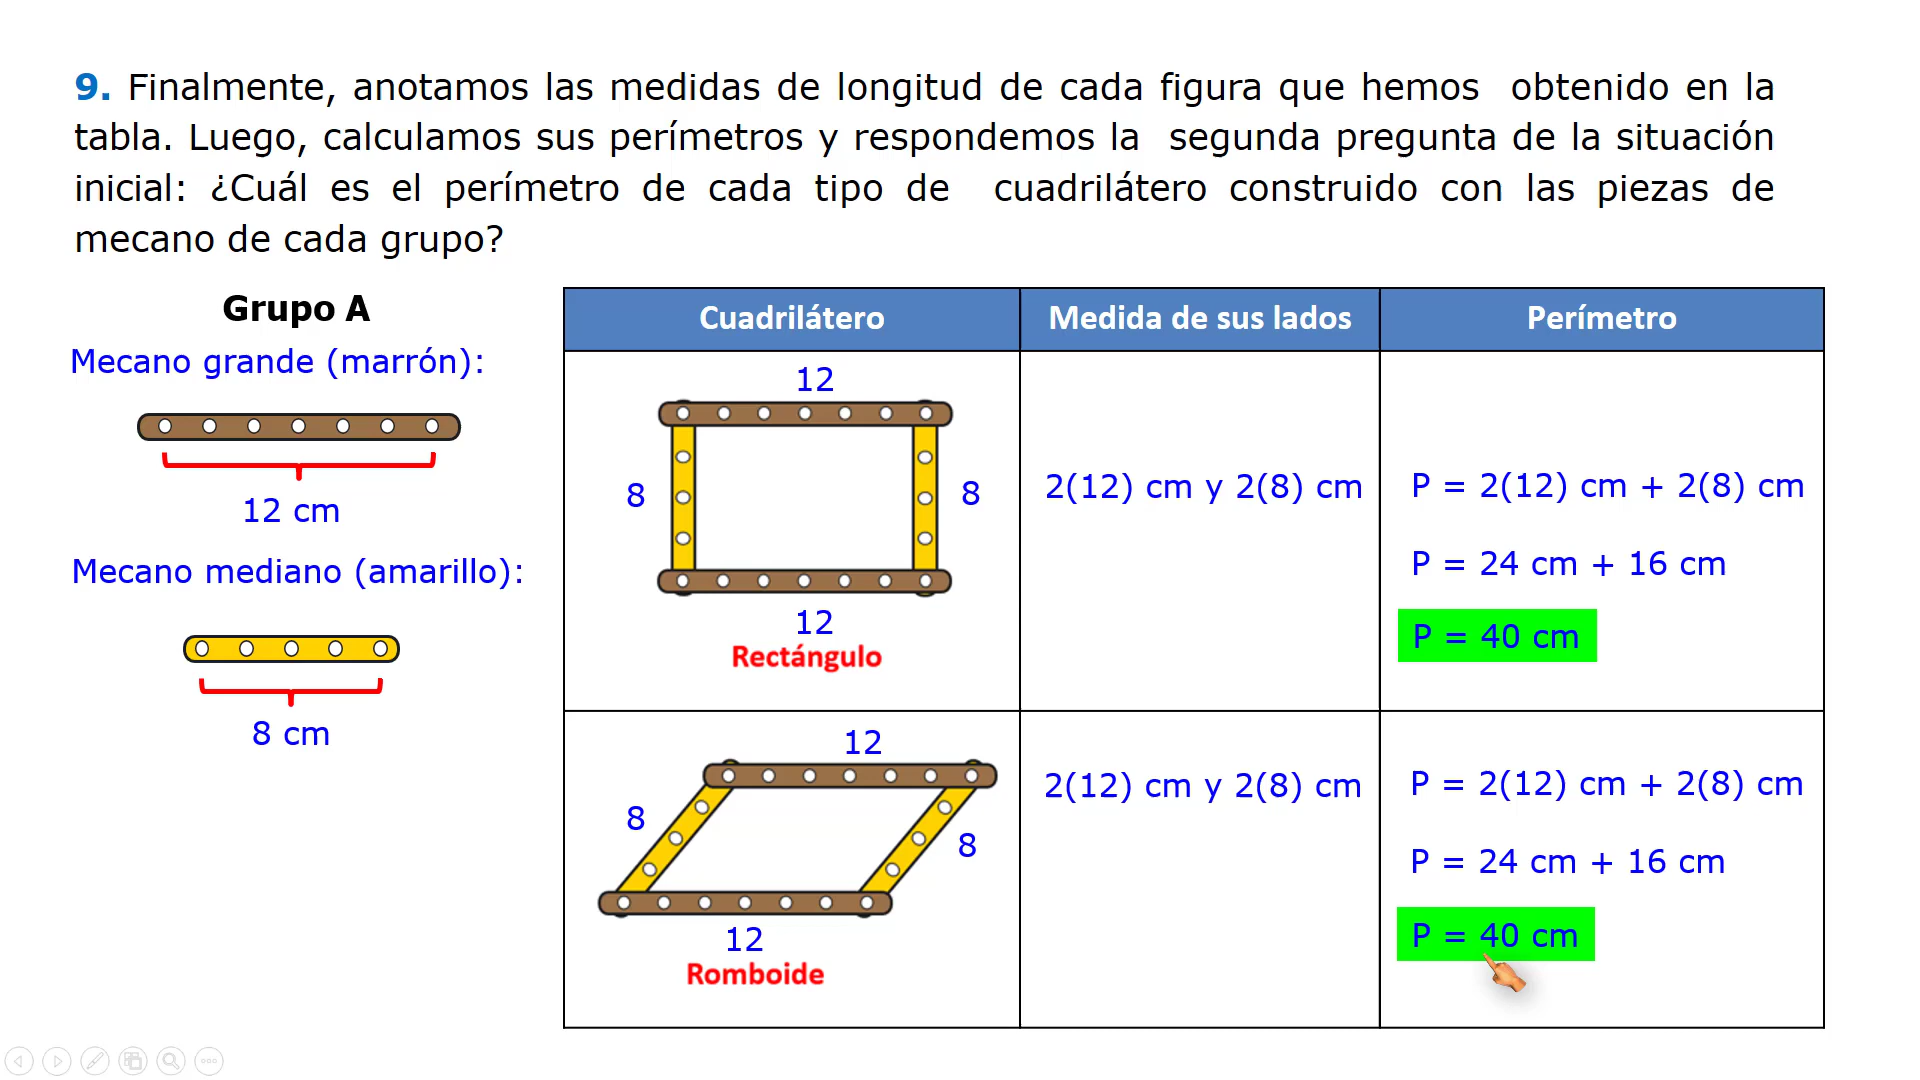 9. Finalmente, anotamos las medidas de longitud de cada figura que hemos obtenido en la
tabla. Luego, calculamos sus perímetros y respondemos la segunda pregunta de la situación
inicial: ¿Cuál es el perímetro de cada tipo de cuadrilátero construido con las piezas de
mecano de cada grupo?
Grupo A
Mecano grande (marrón):
12 cm
Mecano mediano (amarillo):
8 cm
Cuadrilátero
Medida de sus lados
Perímetro
12
8
8
12
Rectángulo
2(12) cm y 2(8) cm
P = 2(12) cm + 2(8) cm
P = 24 cm + 16 cm
P = 40 cm
12
8
8
12
Romboide
2(12) cm y 2(8) cm
P = 2(12) cm + 2(8) cm
P = 24 cm + 16 cm
P = 40 cm